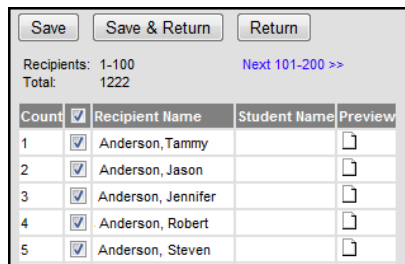 Save Save & Return Return
Recipients: 1-100 Next 101-200 >>
Total: 1222
Count Recipient Name Student Name Preview
1 Anderson,Tammy
2 Anderson, Jason
3 Anderson, Jennifer
4 Anderson, Robert
5 Anderson, Steven